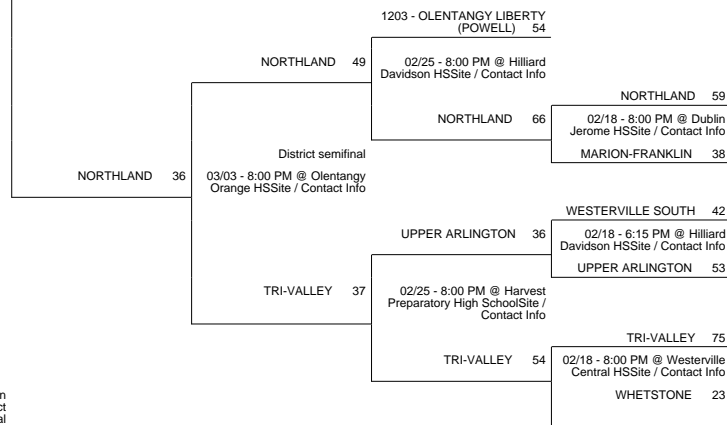 1203 - OLENTANGY LIBERTY
(POWELL) 54
NORTHLAND 49
02/25 - 8:00 PM @ Hilliard
Davidson HSSite / Contact Info
NORTHLAND 59
NORTHLAND 66
02/18 - 8:00 PM @ Dublin
Jerome HSSite / Contact Info
District semifinal
MARION-FRANKLIN 38
NORTHLAND 36
03/03 - 8:00 PM @ Olentangy
Orange HSSite / Contact Info
WESTERVILLE SOUTH 42
UPPER ARLINGTON 36
02/18 - 6:15 PM @ Hilliard
Davidson HSSite / Contact Info
UPPER ARLINGTON 53
TRI-VALLEY 37
02/25 - 8:00 PM @ Harvest
Preparatory High SchoolSite /
Contact Info
TRI-VALLEY 75
TRI-VALLEY 54
02/18 - 8:00 PM @ Westerville
Central HSSite / Contact Info
WHETSTONE 23